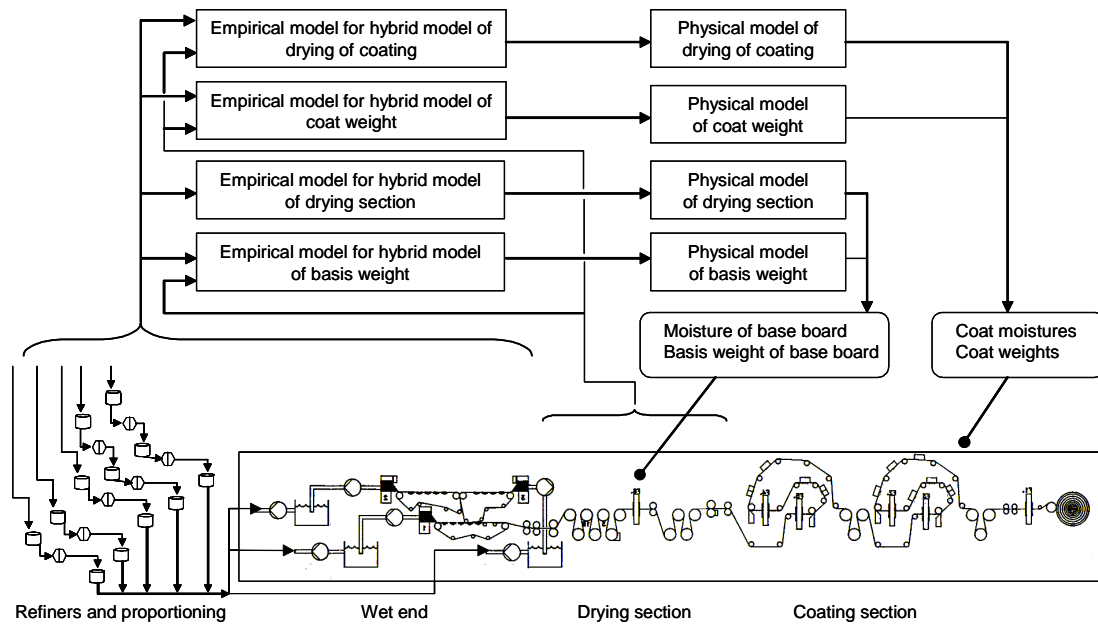 Empirical model for hybrid model of
drying of coating
Physical model of
drying of coating
Empirical model for hybrid model of
coat weight
Physical model
of coat weight
Empirical model for hybrid model
of drying section
Physical model
of drying section
Empirical model for hybrid model
of basis weight
Physical model
of basis weight
Moisture of base board
Basis weight of base board
Coat moistures
Coat weights
Refiners and proportioning
Wet end
Drying section
Coating section